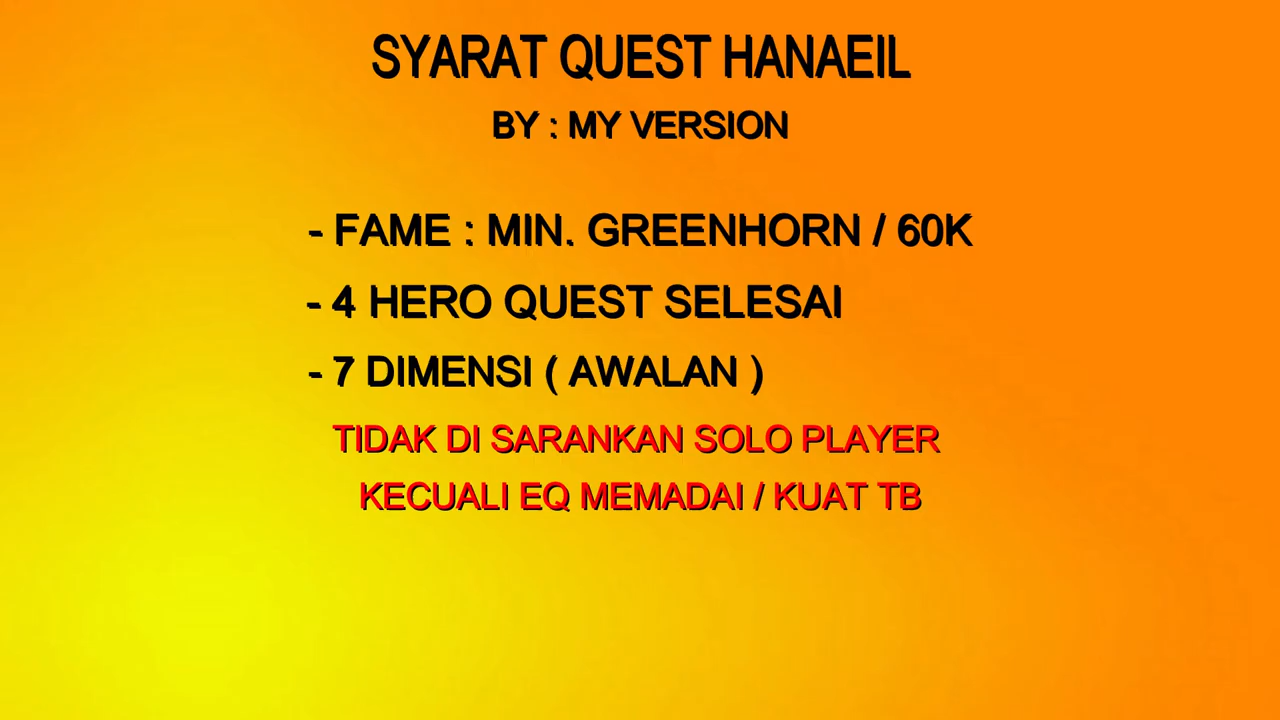 SYARAT QUEST HANAEIL
BY : MY VERSION
- FAME : MIN. GREENHORN / 60K
- 4 HERO QUEST SELESAI
- 7 DIMENSI ( AWALAN )
TIDAK DI SARANKAN SOLO PLAYER
KECUALI EQ MEMADAI / KUAT TB